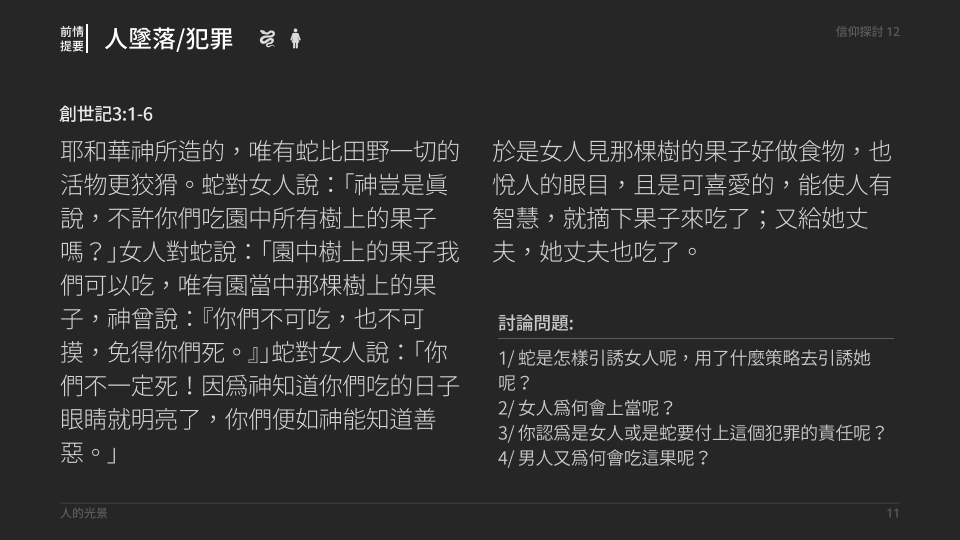 前情
提要
人墜落/犯罪
信仰探討 12
創世記3:1-6
耶和華神所造的，唯有蛇比田野一切的
活物更狡猾。蛇對女人說：「神豈是眞
說，不許你們吃園中所有樹上的果子
嗎？」女人對蛇說：「園中樹上的果子我
們可以吃，唯有園當中那棵樹上的果
子，神曾說：『你們不可吃，也不可
摸，免得你們死。』」蛇對女人說：「你
們不一定死！因爲神知道你們吃的日子
眼睛就明亮了，你們便如神能知道善
惡。」
於是女人見那棵樹的果子好做食物，也
悅人的眼目，且是可喜愛的，能使人有
智慧，就摘下果子來吃了；又給她丈
夫，她丈夫也吃了。
討論問題:
1/ 蛇是怎樣引誘女人呢，用了什麼策略去引誘她
呢？
2/ 女人爲何會上當呢？
3/ 你認爲是女人或是蛇要付上這個犯罪的責任呢？
4/ 男人又爲何會吃這果呢？
人的光景
11